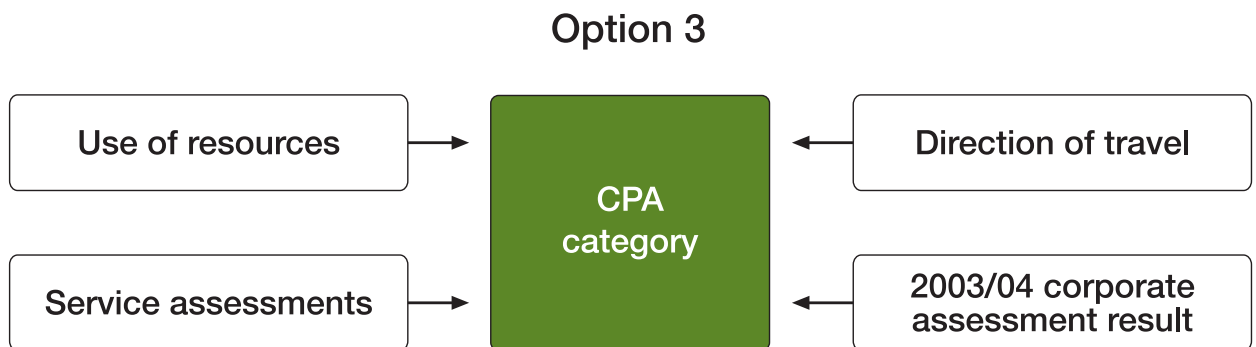 Option 3
Use of resources
Direction of travel
CPA
category
Service assessments
2003/04 corporate
assessment result